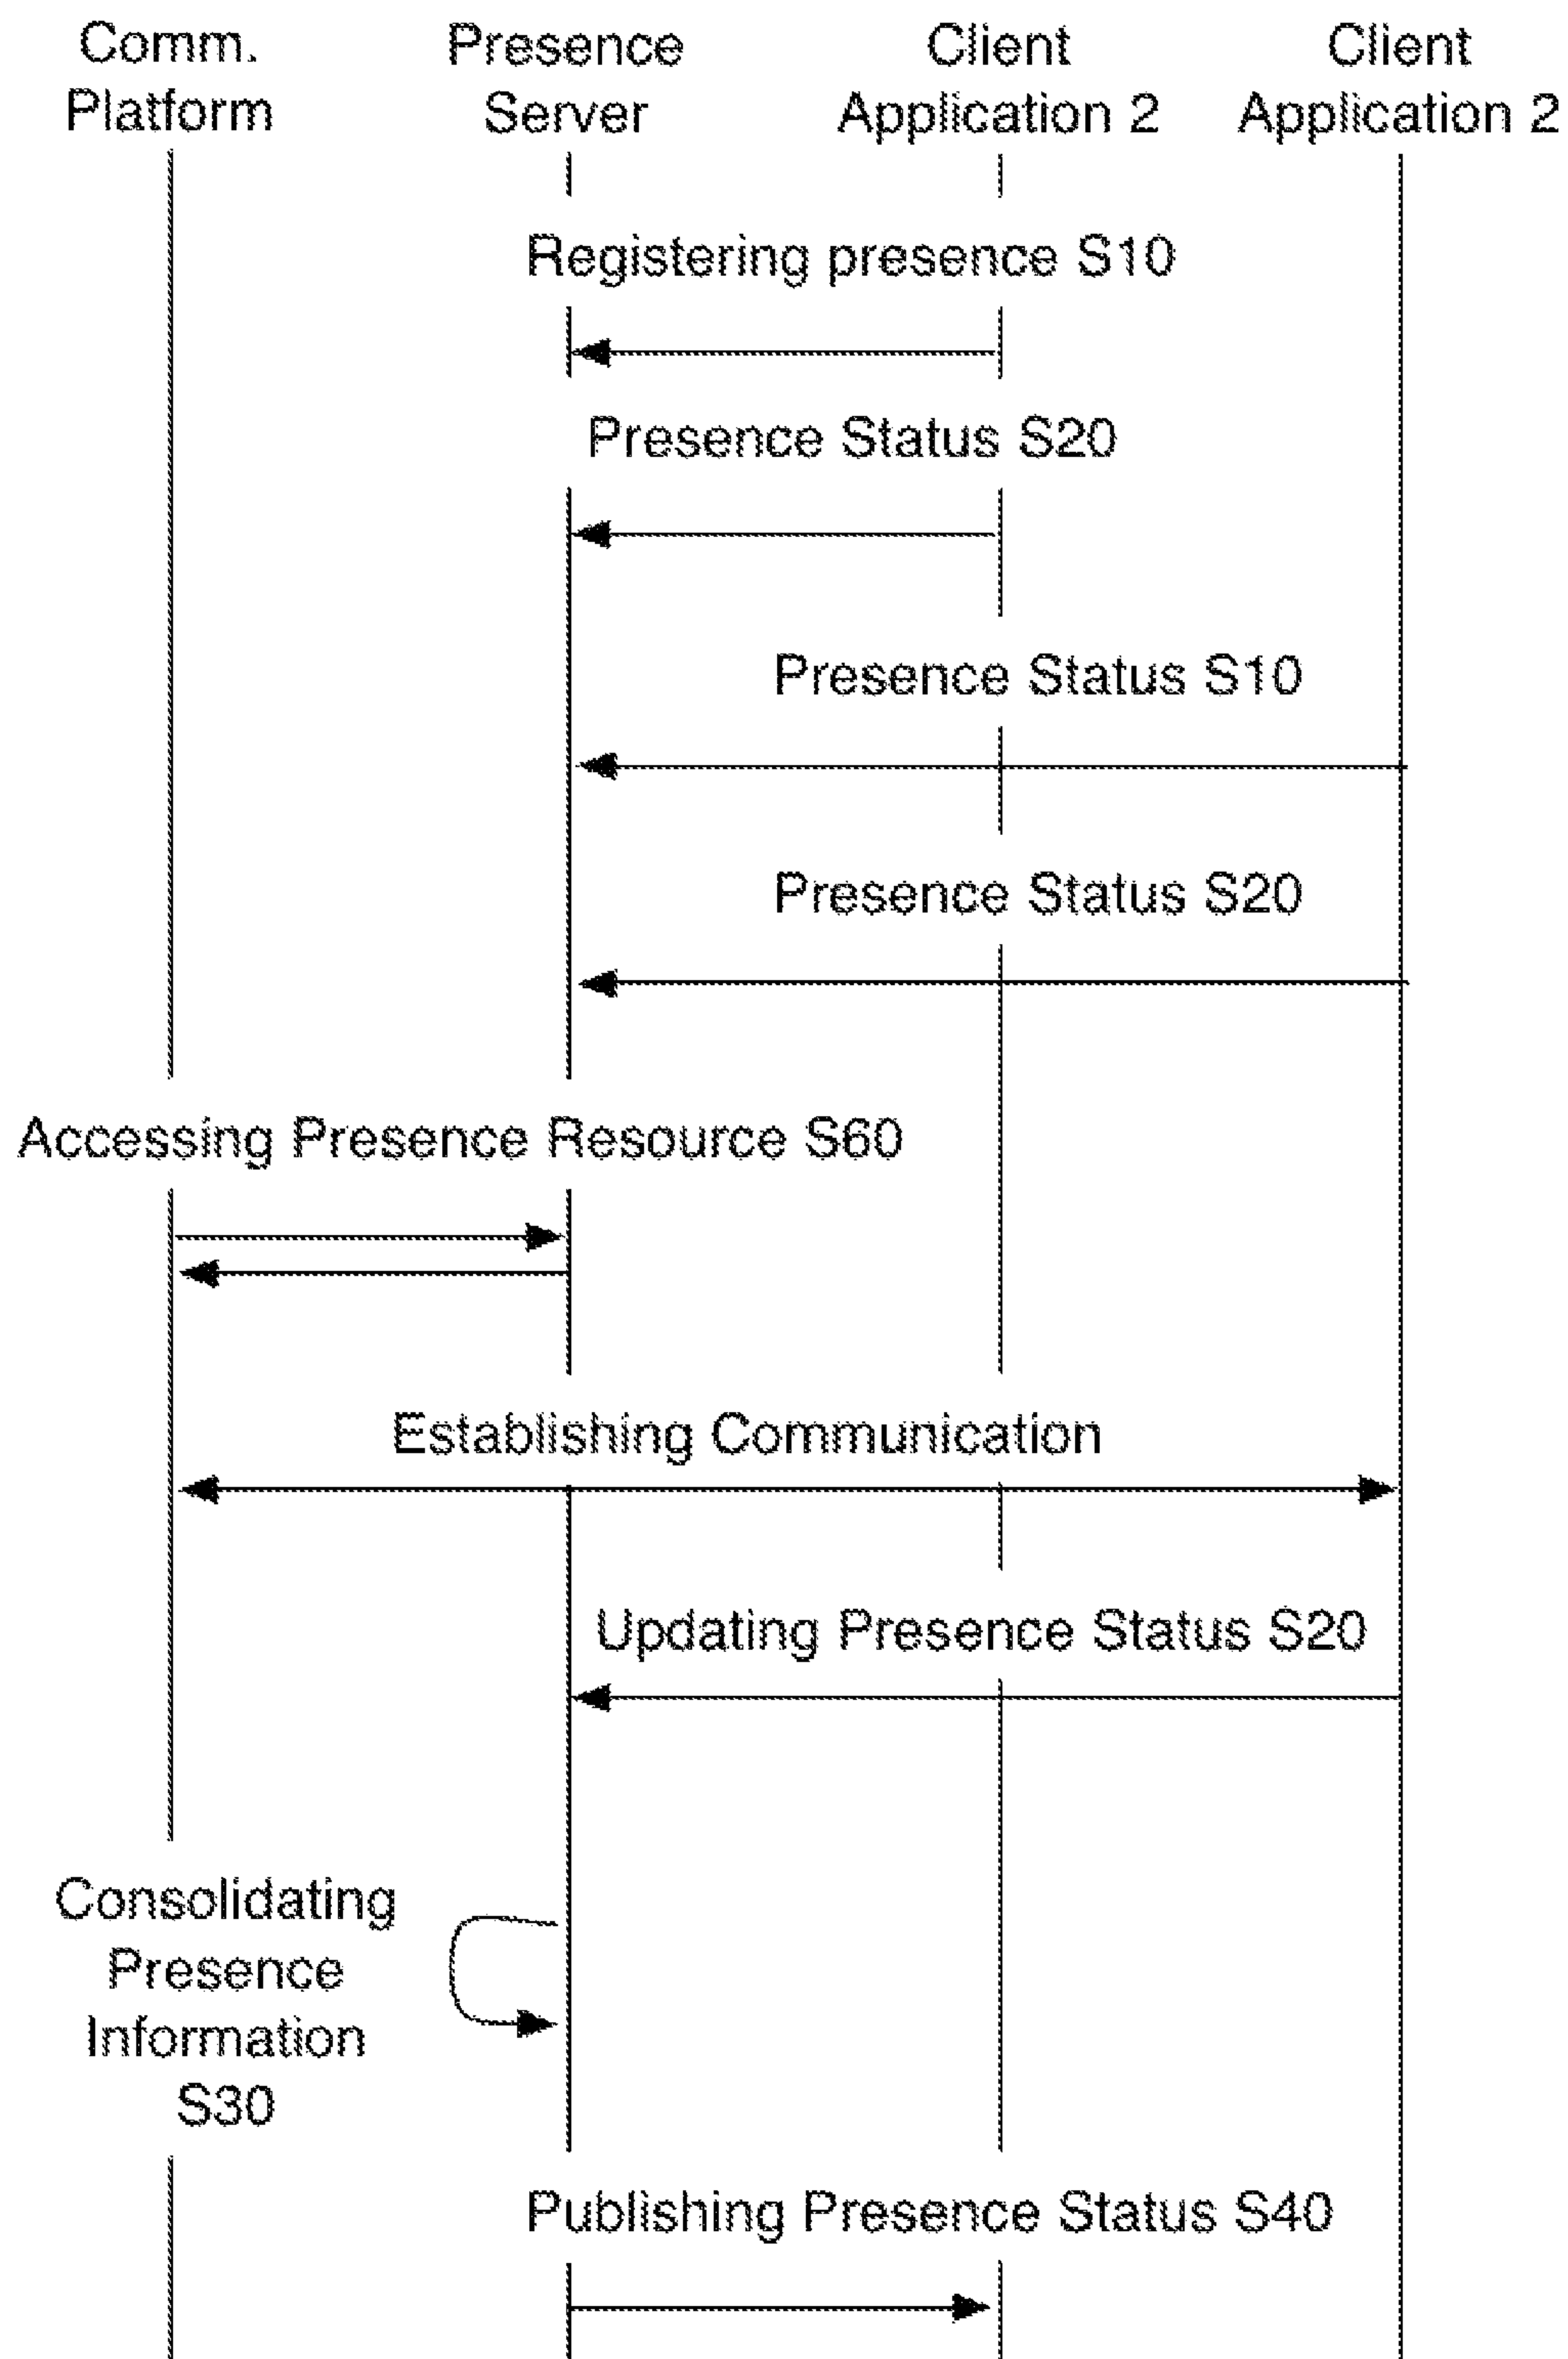 Comm.
Platform
Presence
Server
Client
Application 2
Client
Application 2
Registering presence S10
Presence Status S20
Presence Status S10
Presence Status S20
Accessing Presence Resource S60
Establishing Communication
Updating Presence Status S20
Consolidating
Presence
Information
S30
Publishing Presence Status S40